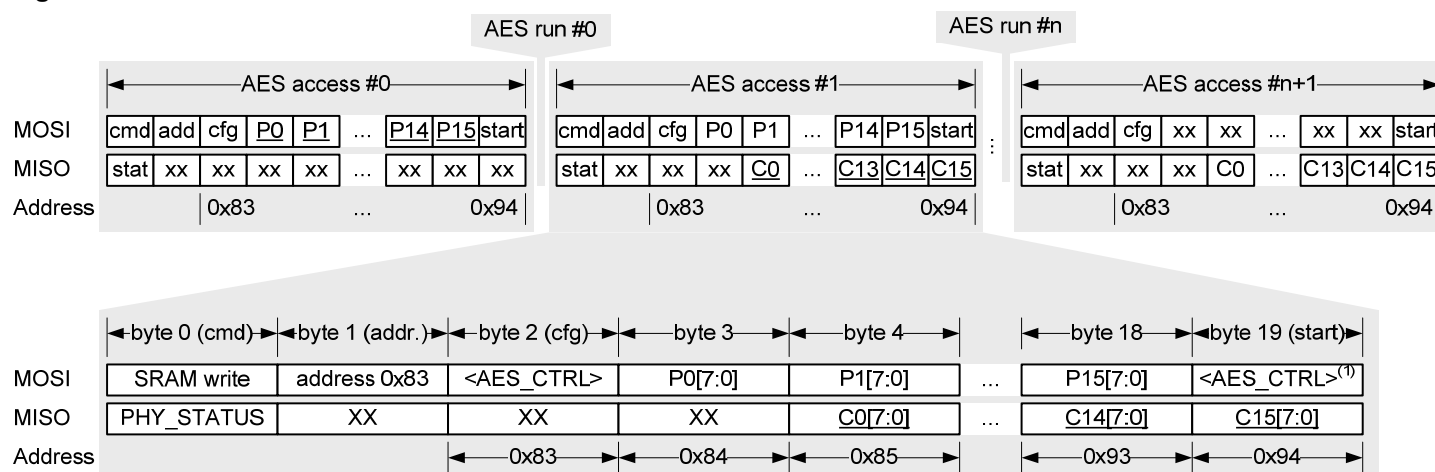 AES run #0 AES run #n
AES access #0 AES access #1 AES access #n+1
MOSI cmd add cfg P0 P1 ... P14 P15 start cmd add cfg P0 P1 ... P14 P15 start ... cmd add cfg xx xx ... xx xx start
MISO stat xx xx xx xx ... xx xx xx stat xx xx xx C0 ... C13 C14 C15 stat xx xx xx C0 ... C13 C14 C15
Address 0x83 ... 0x94 0x83 ... 0x94 0x83 ... 0x94
byte 0 (cmd) byte 1 (addr.) byte 2 (cfg) byte 3 byte 4 byte 18 byte 19 (start)
MOSI SRAM write address 0x83 <AES_CTRL> P0[7:0] P1[7:0] ... P15[7:0] <AES_CTRL>(1)
MISO PHY_STATUS XX XX XX C0[7:0] ... C14[7:0] C15[7:0]
Address 0x83 0x84 0x85 0x93 0x94